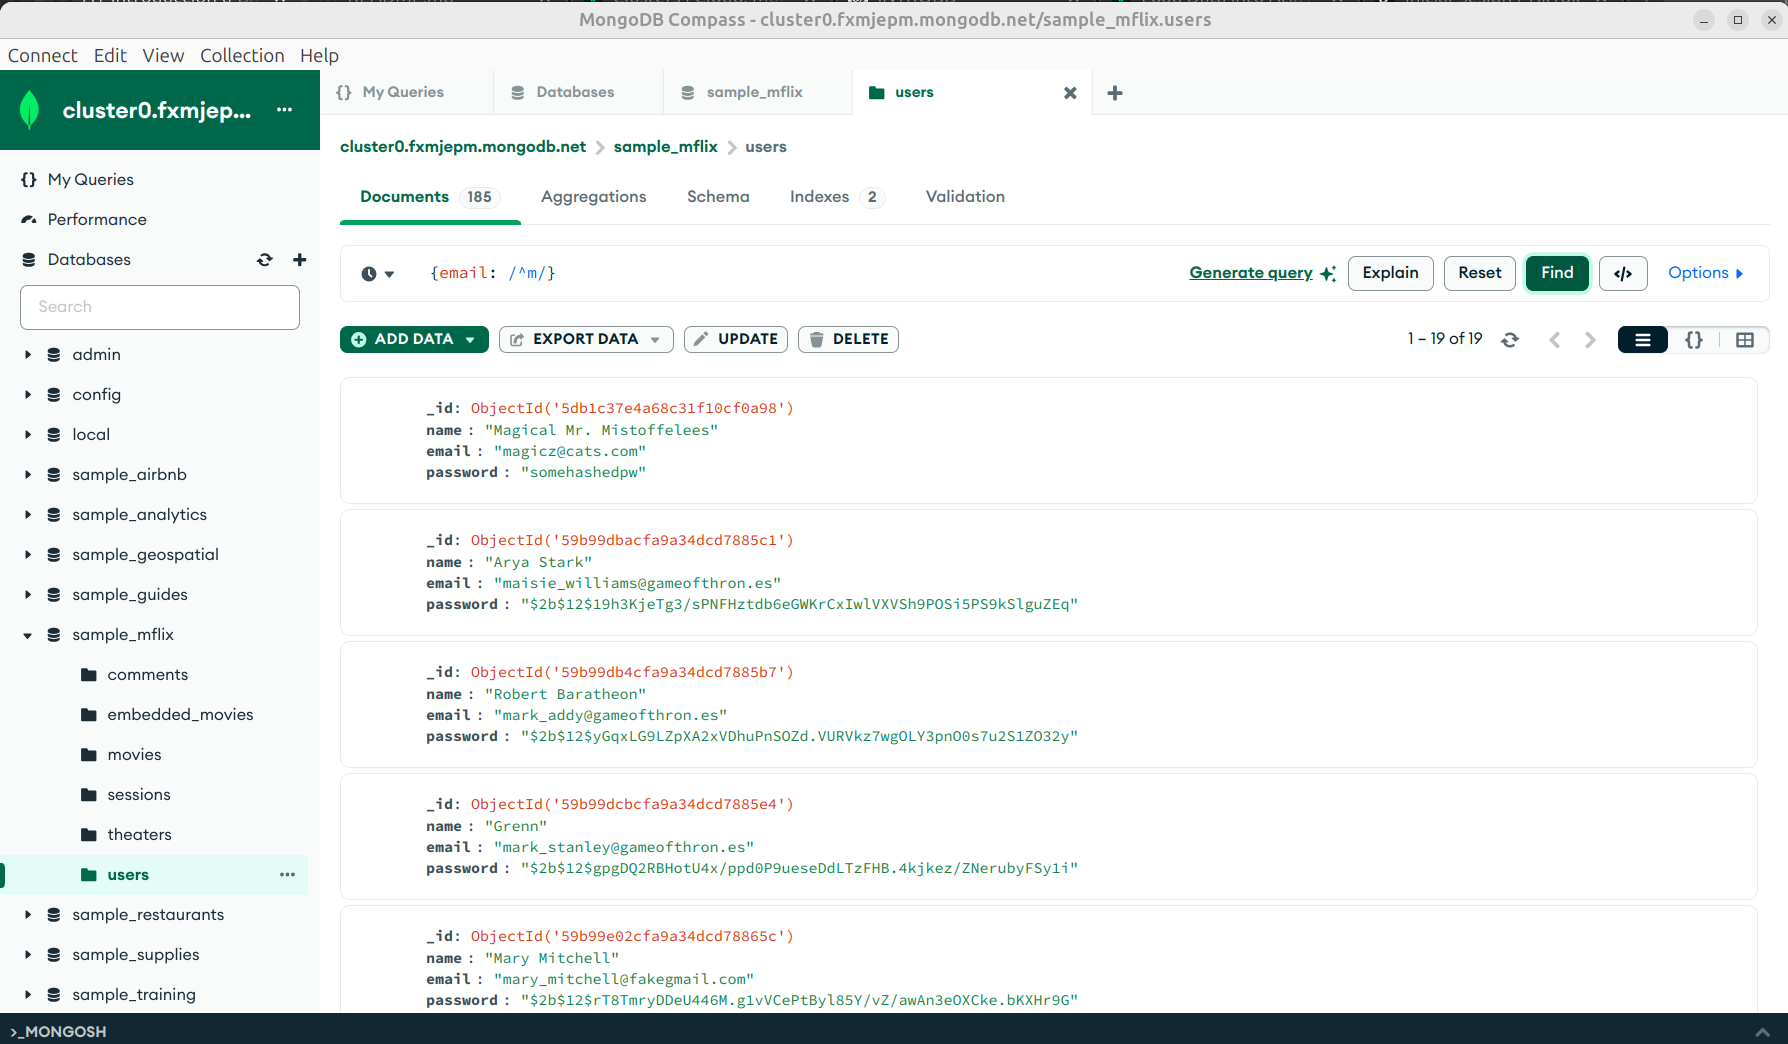 MongoDB Compass - cluster0.fxmjepm.mongodb.net/sample_mflix.users
Connect Edit View Collection Help
cluster0.fxmjep... ...
{} My Queries
Databases
sample_mflix
users
cluster0.fxmjepm.mongodb.net > sample_mflix > users
{} My Queries
Performance
Databases
Search
admin
config
local
sample_airbnb
sample_analytics
sample_geospatial
sample_guides
sample_mflix
comments
embedded_movies
movies
sessions
theaters
users ...
sample_restaurants
sample_supplies
sample_training
Documents 185
Aggregations
Schema
Indexes 2
Validation
{email: /^m/}
Generate query
Explain
Reset
Find
</>
Options
ADD DATA
EXPORT DATA
UPDATE
DELETE
1 – 19 of 19
{}
_id: ObjectId('5db1c37e4a68c31f10cf0a98')
name : "Magical Mr. Mistoffelees"
email : "magicz@cats.com"
password : "somehashedpw"
_id: ObjectId('59b99dbacfa9a34dcd7885c1')
name : "Arya Stark"
email : "maisie_williams@gameofthron.es"
password : "$2b$12$19h3KjeTg3/sPNFHztdb6eGWKrCxIwlVXVSh9POSi5PS9kSlguZEq"
_id: ObjectId('59b99db4cfa9a34dcd7885b7')
name : "Robert Baratheon"
email : "mark_addy@gameofthron.es"
password : "$2b$12$yGqxLG9LZpXA2xVDhuPnSOZd.VURVkz7wgOLY3pnO0s7u2S1ZO32y"
_id: ObjectId('59b99dcbcfa9a34dcd7885e4')
name : "Grenn"
email : "mark_stanley@gameofthron.es"
password : "$2b$12$gpgDQ2RBHotU4x/ppd0P9ueseDdLTzFHB.4kjkez/ZNerubyFSy1i"
_id: ObjectId('59b99e02cfa9a34dcd78865c')
name : "Mary Mitchell"
email : "mary_mitchell@fakegmail.com"
password : "$2b$12$rT8TmryDDeU446M.g1vVCePtByl85Y/vZ/awAn3eOXCke.bKXHr9G"
>_MONGOSH